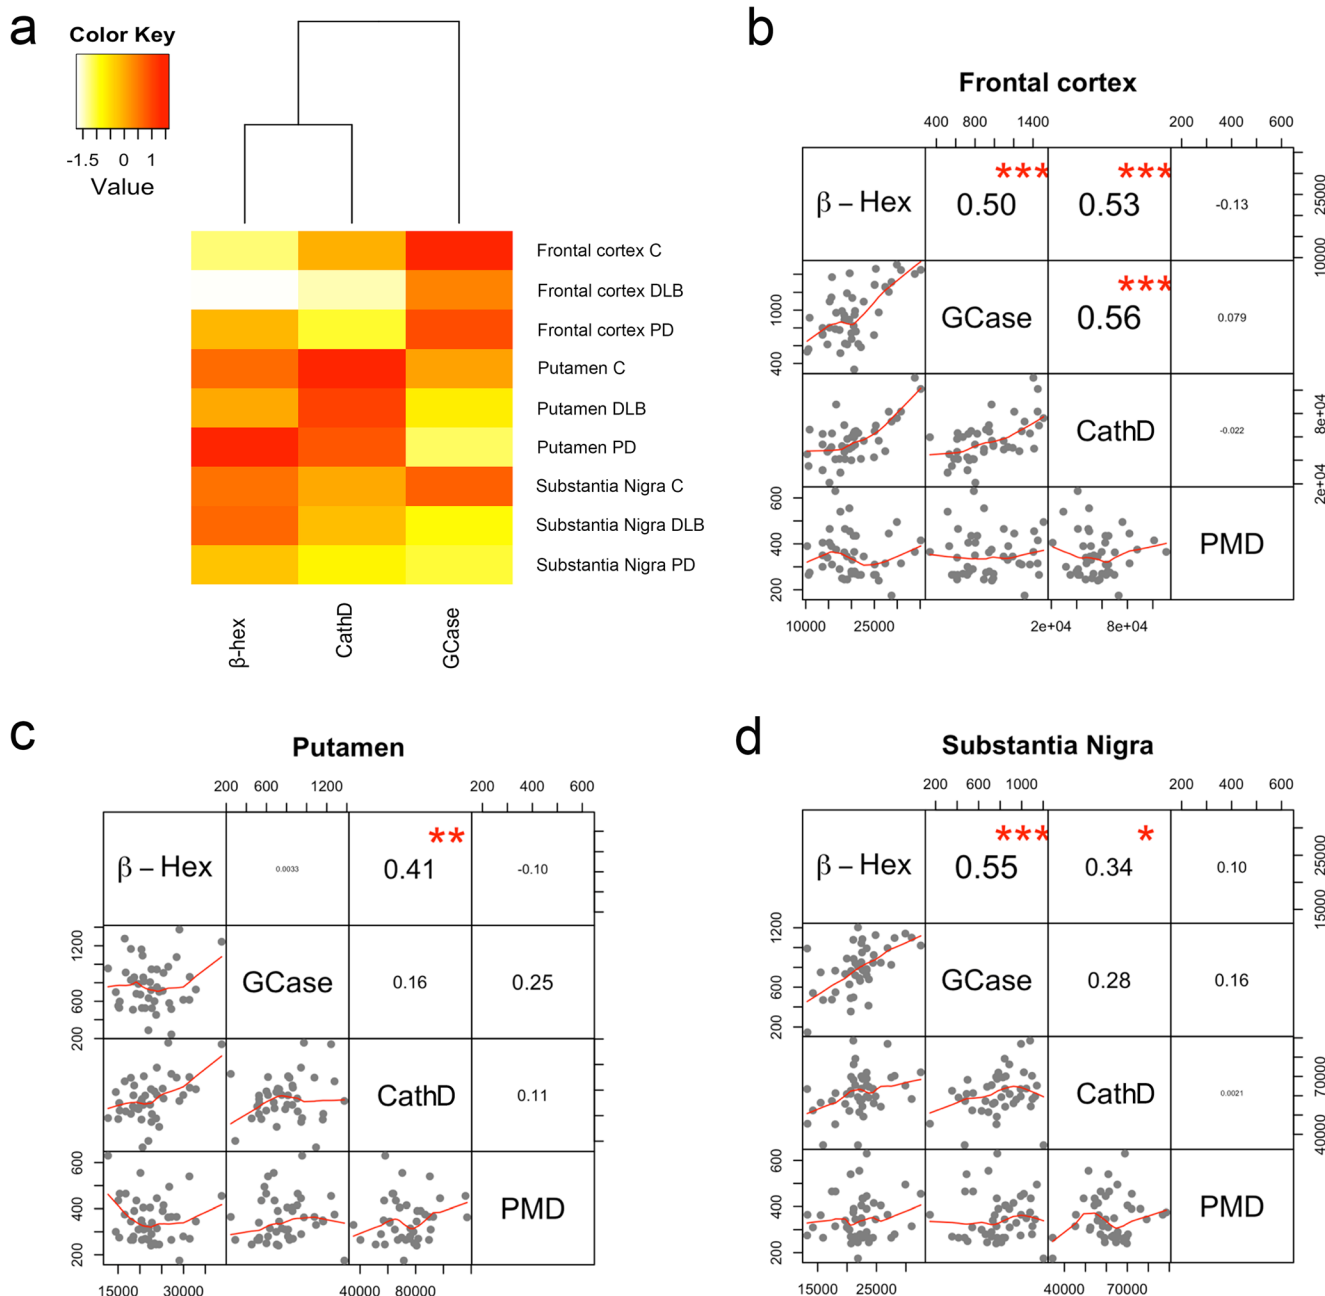 a
Color Key
-1.5 0 1
Value
Frontal cortex C
Frontal cortex DLB
Frontal cortex PD
Putamen C
Putamen DLB
Putamen PD
Substantia Nigra C
Substantia Nigra DLB
Substantia Nigra PD
β-hex
CathD
GCase
b
Frontal cortex
400 800 1400 200 400 600
β – Hex 0.50 *** 0.53 *** -0.13 25000 10000
400 1000 GCase 0.56 *** 0.079
CathD -0.022 8e+04 2e+04
600 400 200 PMD
10000 25000 2e+04 8e+04
c
Putamen
200 600 1200 200 400 600
β – Hex 0.0033 0.41 ** -0.10
1200 600 200 GCase 0.16 0.25
CathD 0.11
600 400 200 PMD
15000 30000 40000 80000
d
Substantia Nigra
200 600 1000 200 400 600
β – Hex 0.55 *** 0.34 * 0.10 25000 15000
1200 600 200 GCase 0.28 0.16
CathD 0.0021 70000 40000
600 400 200 PMD
15000 25000 40000 70000